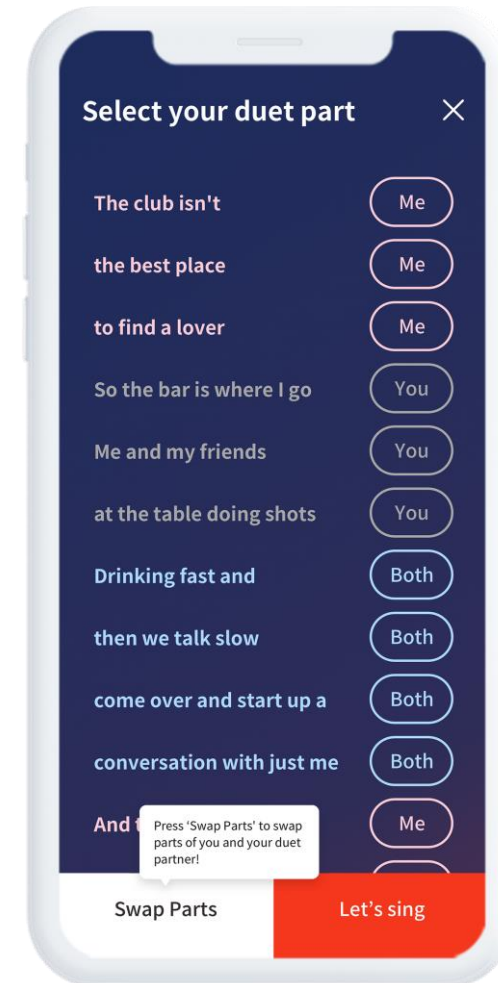 Select your duet part
The club isn't Me
the best place Me
to find a lover Me
So the bar is where I go You
Me and my friends You
at the table doing shots You
Drinking fast and Both
then we talk slow Both
come over and start up a Both
conversation with just me Both
And Me
Press ‘Swap Parts’ to swap
parts of you and your duet
partner!
Swap Parts Let’s sing